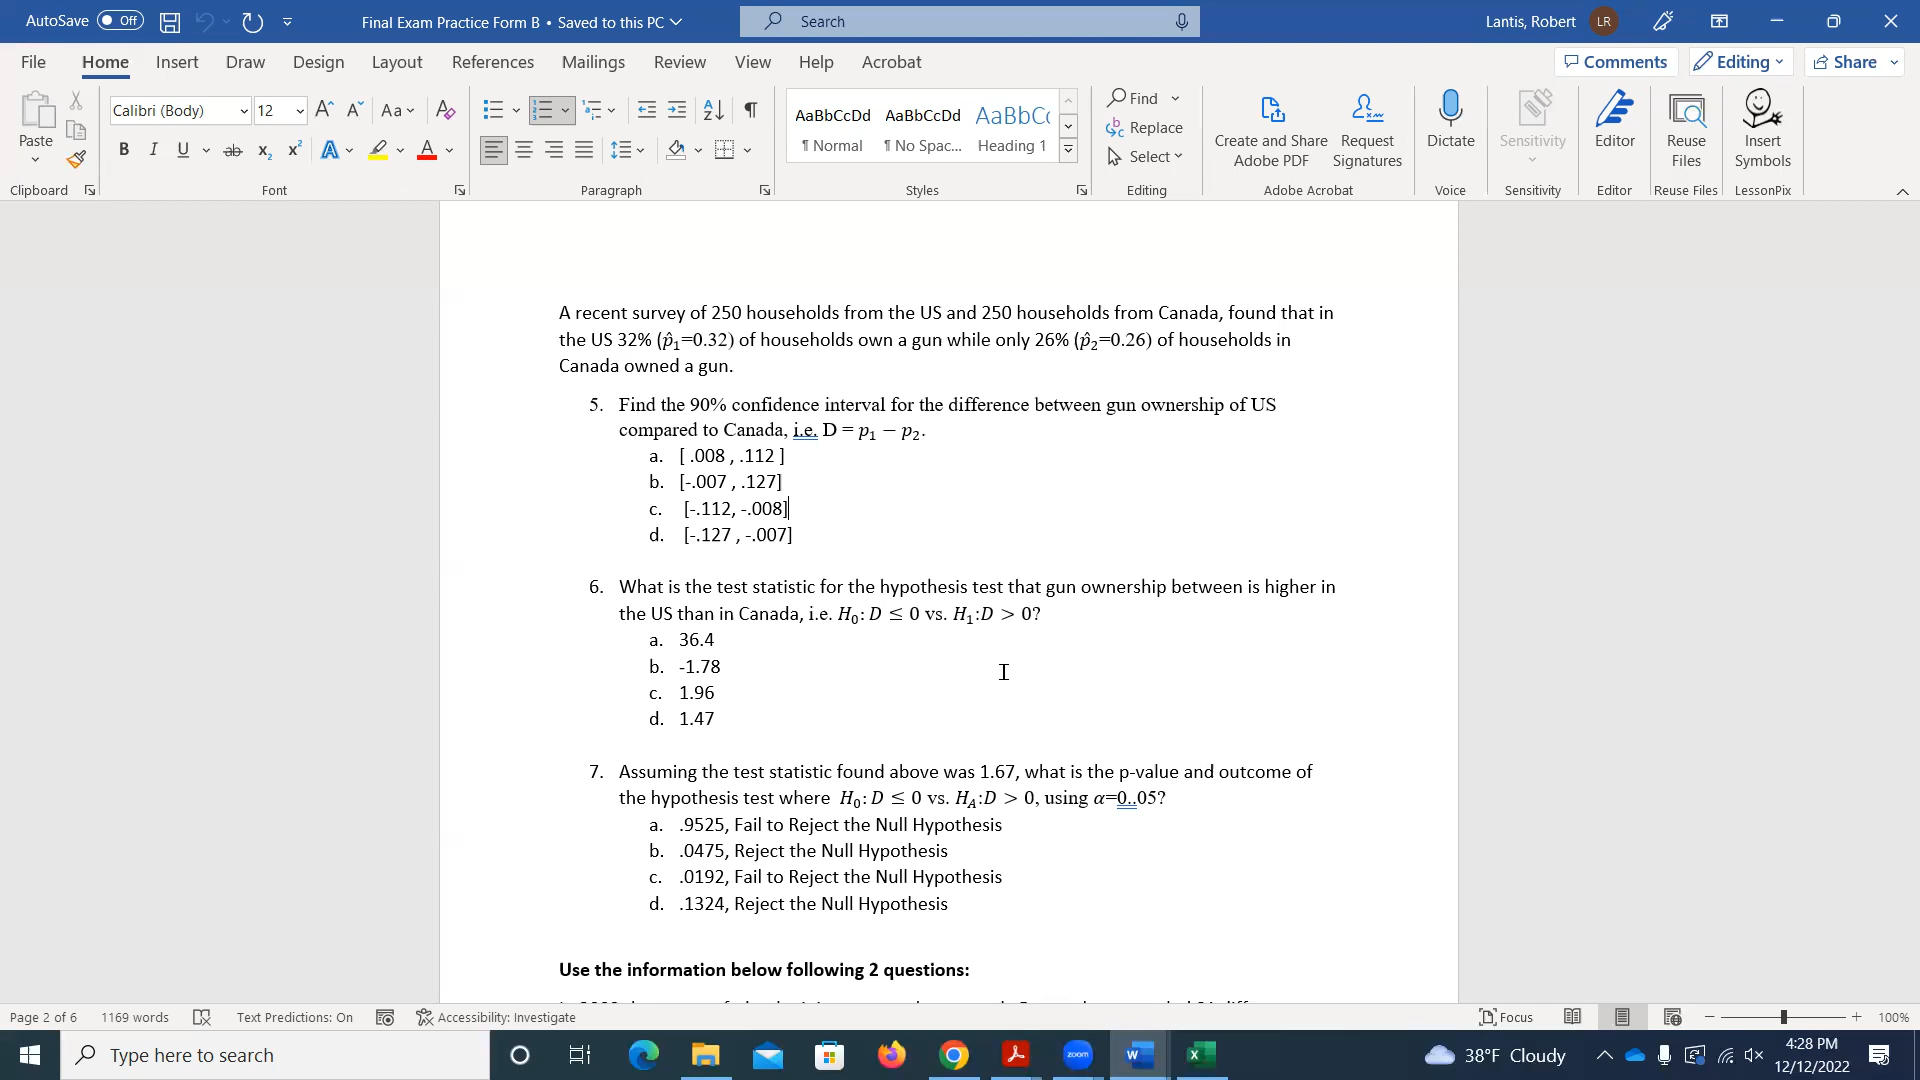 AutoSave Off Final Exam Practice Form B • Saved to this PC Search Lantis, Robert LR
File Home Insert Draw Design Layout References Mailings Review View Help Acrobat Comments Editing Share
Paste Calibri (Body) 12 Aa AaBbCcDd AaBbCcDd AaBbCc Find Replace Select
¶ Normal ¶ No Spac... Heading 1 Create and Share Adobe PDF Request Signatures Dictate Sensitivity Editor Reuse Files Insert Symbols
Clipboard Font Paragraph Styles Editing Adobe Acrobat Voice Sensitivity Editor Reuse Files LessonPix
A recent survey of 250 households from the US and 250 households from Canada, found that in
the US 32% (p̂₁=0.32) of households own a gun while only 26% (p̂₂=0.26) of households in
Canada owned a gun.
5. Find the 90% confidence interval for the difference between gun ownership of US
compared to Canada, i.e. D = p₁ − p₂.
a. [ .008 , .112 ]
b. [-.007 , .127]
c. [-.112, -.008]
d. [-.127 , -.007]
6. What is the test statistic for the hypothesis test that gun ownership between is higher in
the US than in Canada, i.e. H₀: D ≤ 0 vs. H₁:D > 0?
a. 36.4
b. -1.78
c. 1.96
d. 1.47
7. Assuming the test statistic found above was 1.67, what is the p-value and outcome of
the hypothesis test where H₀: D ≤ 0 vs. H_A:D > 0, using α=0..05?
a. .9525, Fail to Reject the Null Hypothesis
b. .0475, Reject the Null Hypothesis
c. .0192, Fail to Reject the Null Hypothesis
d. .1324, Reject the Null Hypothesis
Use the information below following 2 questions:
Page 2 of 6 1169 words Text Predictions: On Accessibility: Investigate Focus 100%
Type here to search zoom 38°F Cloudy 4:28 PM
12/12/2022